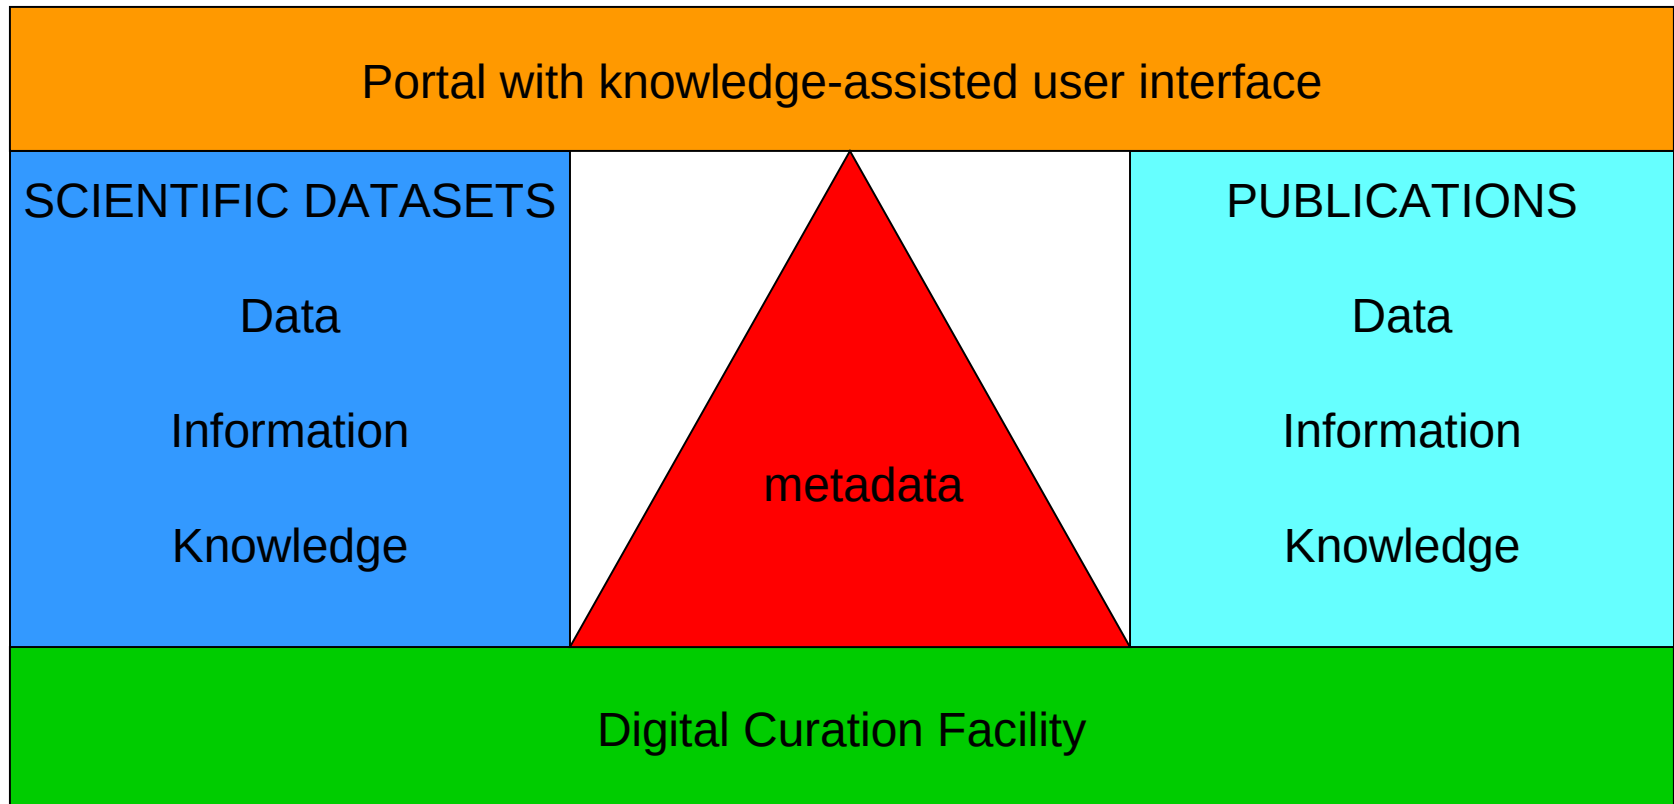 Portal with knowledge-assisted user interface
SCIENTIFIC DATASETS
Data
Information
Knowledge
metadata
PUBLICATIONS
Data
Information
Knowledge
Digital Curation Facility